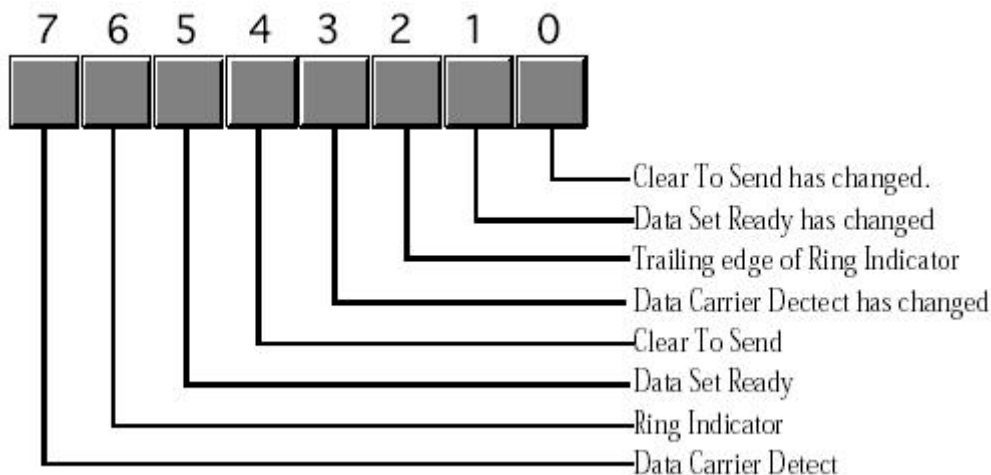 7 6 5 4 3 2 1 0
Clear To Send has changed.
Data Set Ready has changed
Trailing edge of Ring Indicator
Data Carrier Dectect has changed
Clear To Send
Data Set Ready
Ring Indicator
Data Carrier Detect